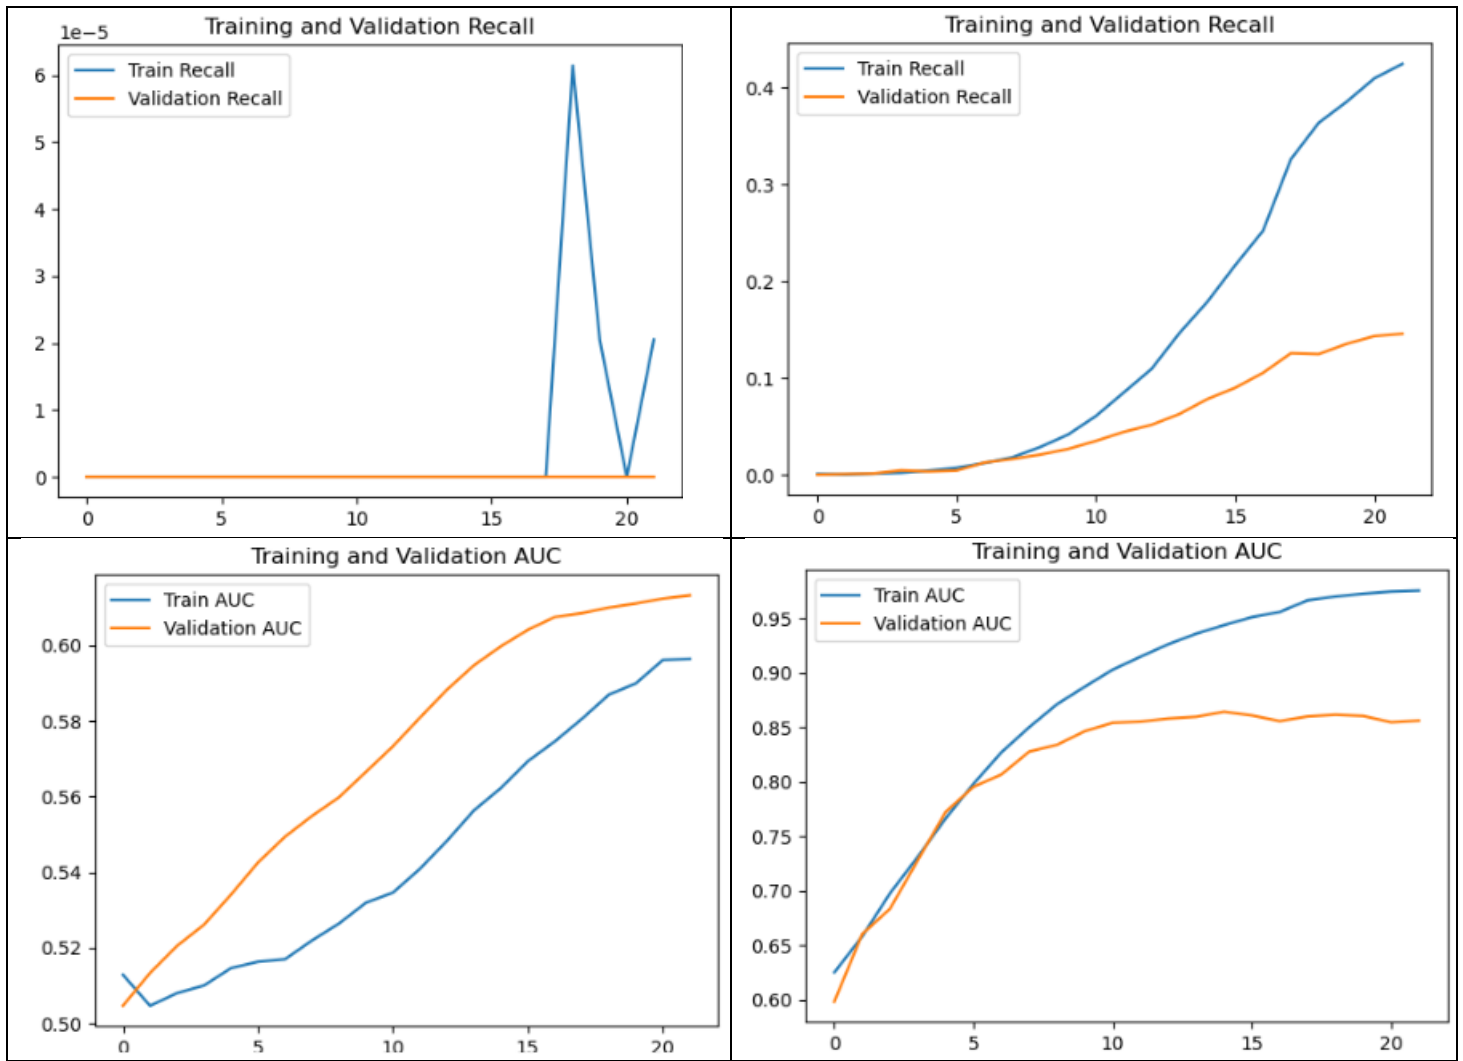 Training and Validation Recall
1e−5
Train Recall
Validation Recall
6
5
4
3
2
1
0
0 5 10 15 20
Training and Validation Recall
Train Recall
Validation Recall
0.4
0.3
0.2
0.1
0.0
0 5 10 15 20
Training and Validation AUC
Train AUC
Validation AUC
0.60
0.58
0.56
0.54
0.52
0.50
0 5 10 15 20
Training and Validation AUC
Train AUC
Validation AUC
0.95
0.90
0.85
0.80
0.75
0.70
0.65
0.60
0 5 10 15 20